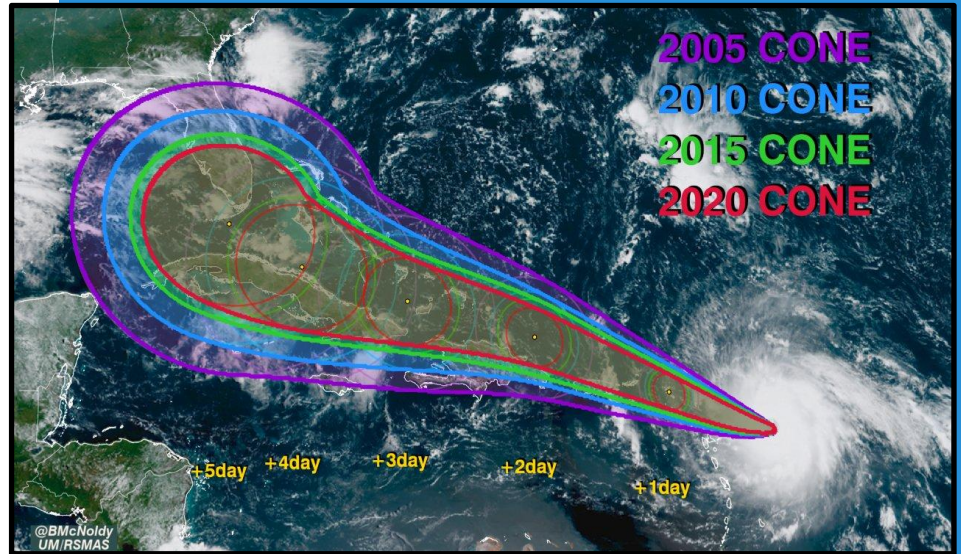 2005 CONE
2010 CONE
2015 CONE
2020 CONE
+5day
+4day
+3day
+2day
+1day
@BMcNoldy
UM/RSMAS